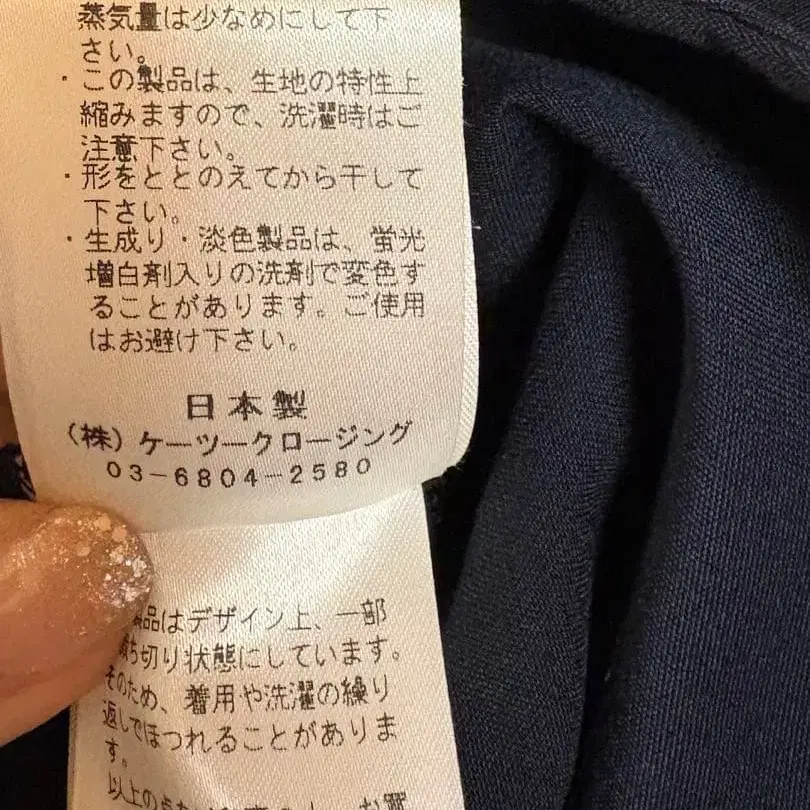 蒸気量は少なめにして下
さい。
・この製品は、生地の特性上
縮みますので、洗濯時はご
注意下さい。
・形をととのえてから干して
下さい。
・生成り・淡色製品は、蛍光
増白剤入りの洗剤で変色す
ることがあります。ご使用
はお避け下さい。
日本製
（株）ケーツークロージング
03-6804-2580
品はデザイン上、一部
ち切り状態にしています。
そのため、着用や洗濯の繰り
返しでほつれることがありま
す。
以上の点